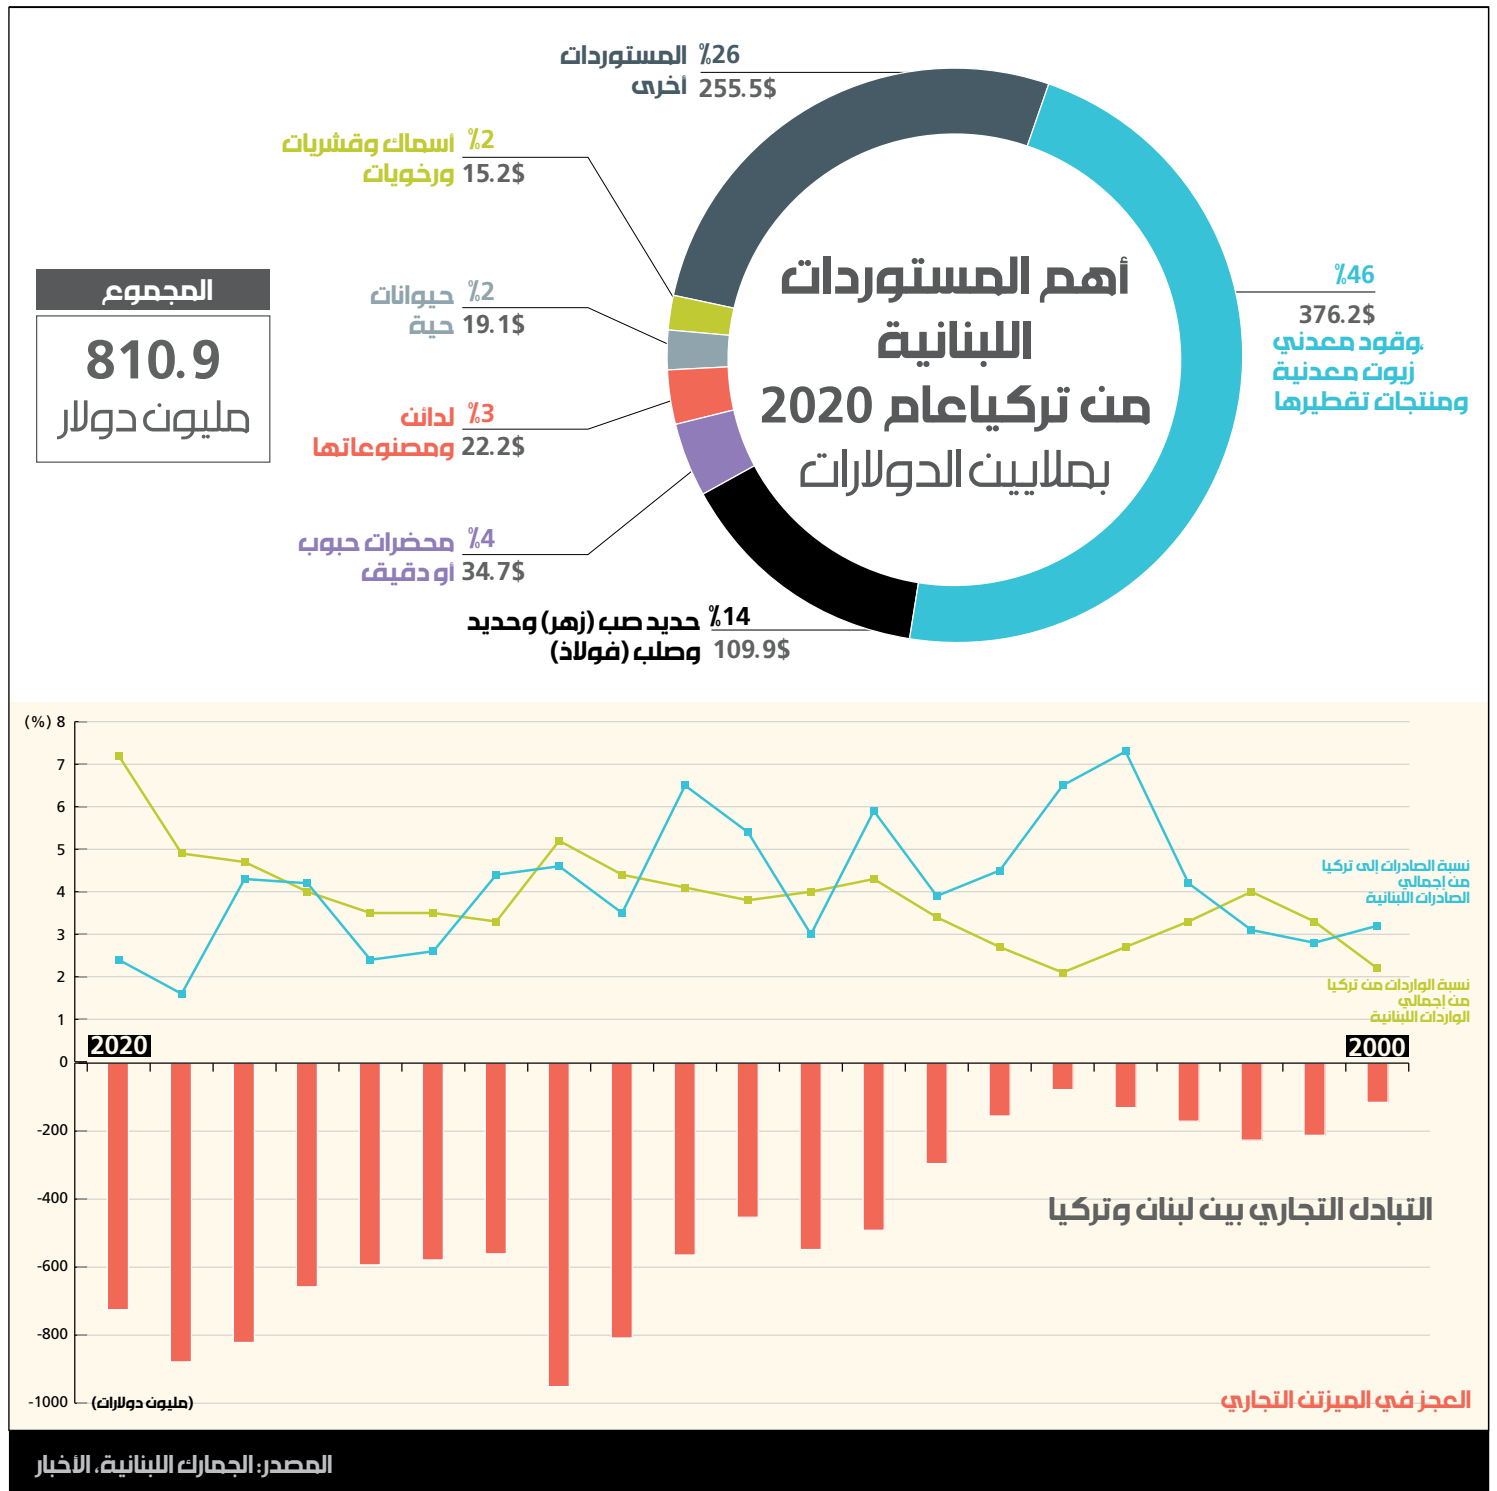 %26 المستوردات
255.5$ أخرى
%2 أسماك وقشريات
15.2$ ورخويات
%2 حيوانات
19.1$ حية
%3 لدائن
22.2$ ومصنوعاتها
%4 محضرات حبوب
34.7$ أو دقيق
%14 حديد صب (زهر) وحديد
109.9$ وصلب (فولاذ)
%46
376.2$
وقود معدني،
زيوت معدنية
ومنتجات تقطيرها
أهم المستوردات
اللبنانية
من تركياعام 2020
بملايين الدولارات
المجموع
810.9
مليون دولار
(%) 8
7
6
5
4
3
2
1
0
-200
-400
-600
-800
-1000
نسبة الصادرات إلى تركيا
من إجمالي
الصادرات اللبنانية
نسبة الواردات من تركيا
من إجمالي
الواردات اللبنانية
2020
2000
التبادل التجاري بين لبنان وتركيا
العجز في الميزتن التجاري
(مليون دولارات)
المصدر: الجمارك اللبنانية، الأخبار